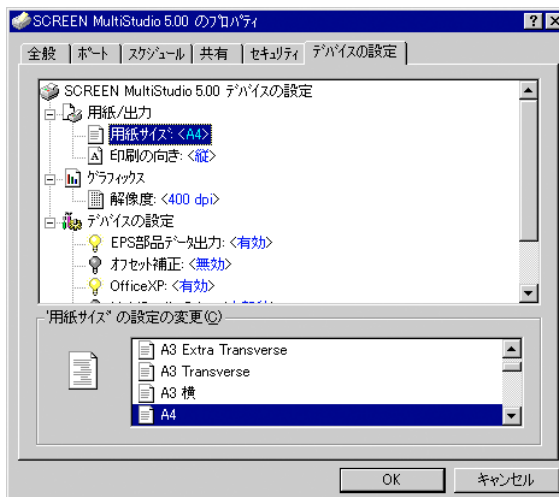 SCREEN MultiStudio 5.00 のプロパティ
全般 ポート スケジュール 共有 セキュリティ デバイスの設定
SCREEN MultiStudio 5.00 デバイスの設定
用紙/出力
用紙サイズ: <A4>
印刷の向き: <縦>
グラフィックス
解像度: <400 dpi>
デバイスの設定
EPS部品データ出力: <有効>
オフセット補正: <無効>
OfficeXP: <有効>
'用紙サイズ' の設定の変更(C)
A3 Extra Transverse
A3 Transverse
A3 横
A4
OK キャンセル